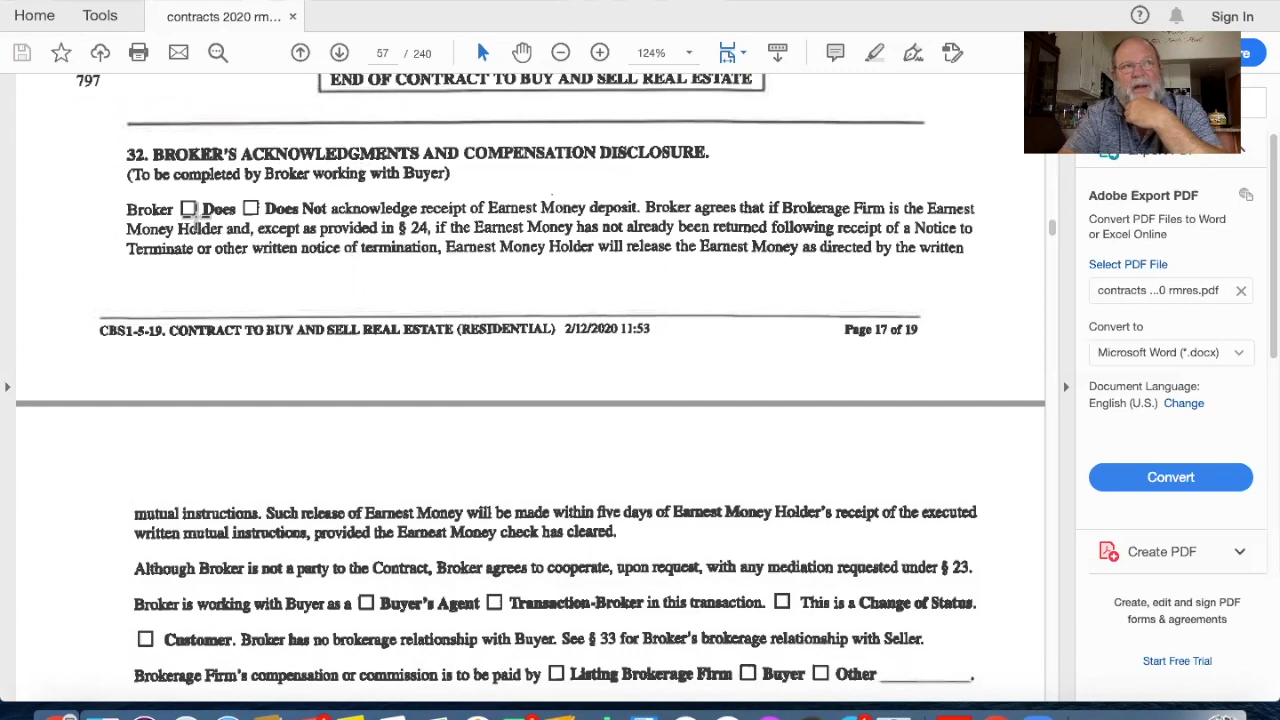 Home Tools contracts 2020 rm... × Sign In
57 / 240 124%
797 END OF CONTRACT TO BUY AND SELL REAL ESTATE
32. BROKER'S ACKNOWLEDGMENTS AND COMPENSATION DISCLOSURE.
(To be completed by Broker working with Buyer)
Broker ☐ Does ☐ Does Not acknowledge receipt of Earnest Money deposit. Broker agrees that if Brokerage Firm is the Earnest
Money Holder and, except as provided in § 24, if the Earnest Money has not already been returned following receipt of a Notice to
Terminate or other written notice of termination, Earnest Money Holder will release the Earnest Money as directed by the written
CBS1-5-19. CONTRACT TO BUY AND SELL REAL ESTATE (RESIDENTIAL) 2/12/2020 11:53 Page 17 of 19
mutual instructions. Such release of Earnest Money will be made within five days of Earnest Money Holder's receipt of the executed
written mutual instructions, provided the Earnest Money check has cleared.
Although Broker is not a party to the Contract, Broker agrees to cooperate, upon request, with any mediation requested under § 23.
Broker is working with Buyer as a ☐ Buyer's Agent ☐ Transaction-Broker in this transaction. ☐ This is a Change of Status.
☐ Customer. Broker has no brokerage relationship with Buyer. See § 33 for Broker's brokerage relationship with Seller.
Brokerage Firm's compensation or commission is to be paid by ☐ Listing Brokerage Firm ☐ Buyer ☐ Other ________.
Adobe Export PDF
Convert PDF Files to Word
or Excel Online
Select PDF File
contracts ...0 rmres.pdf ×
Convert to
Microsoft Word (*.docx)
Document Language:
English (U.S.) Change
Convert
Create PDF
Create, edit and sign PDF
forms & agreements
Start Free Trial